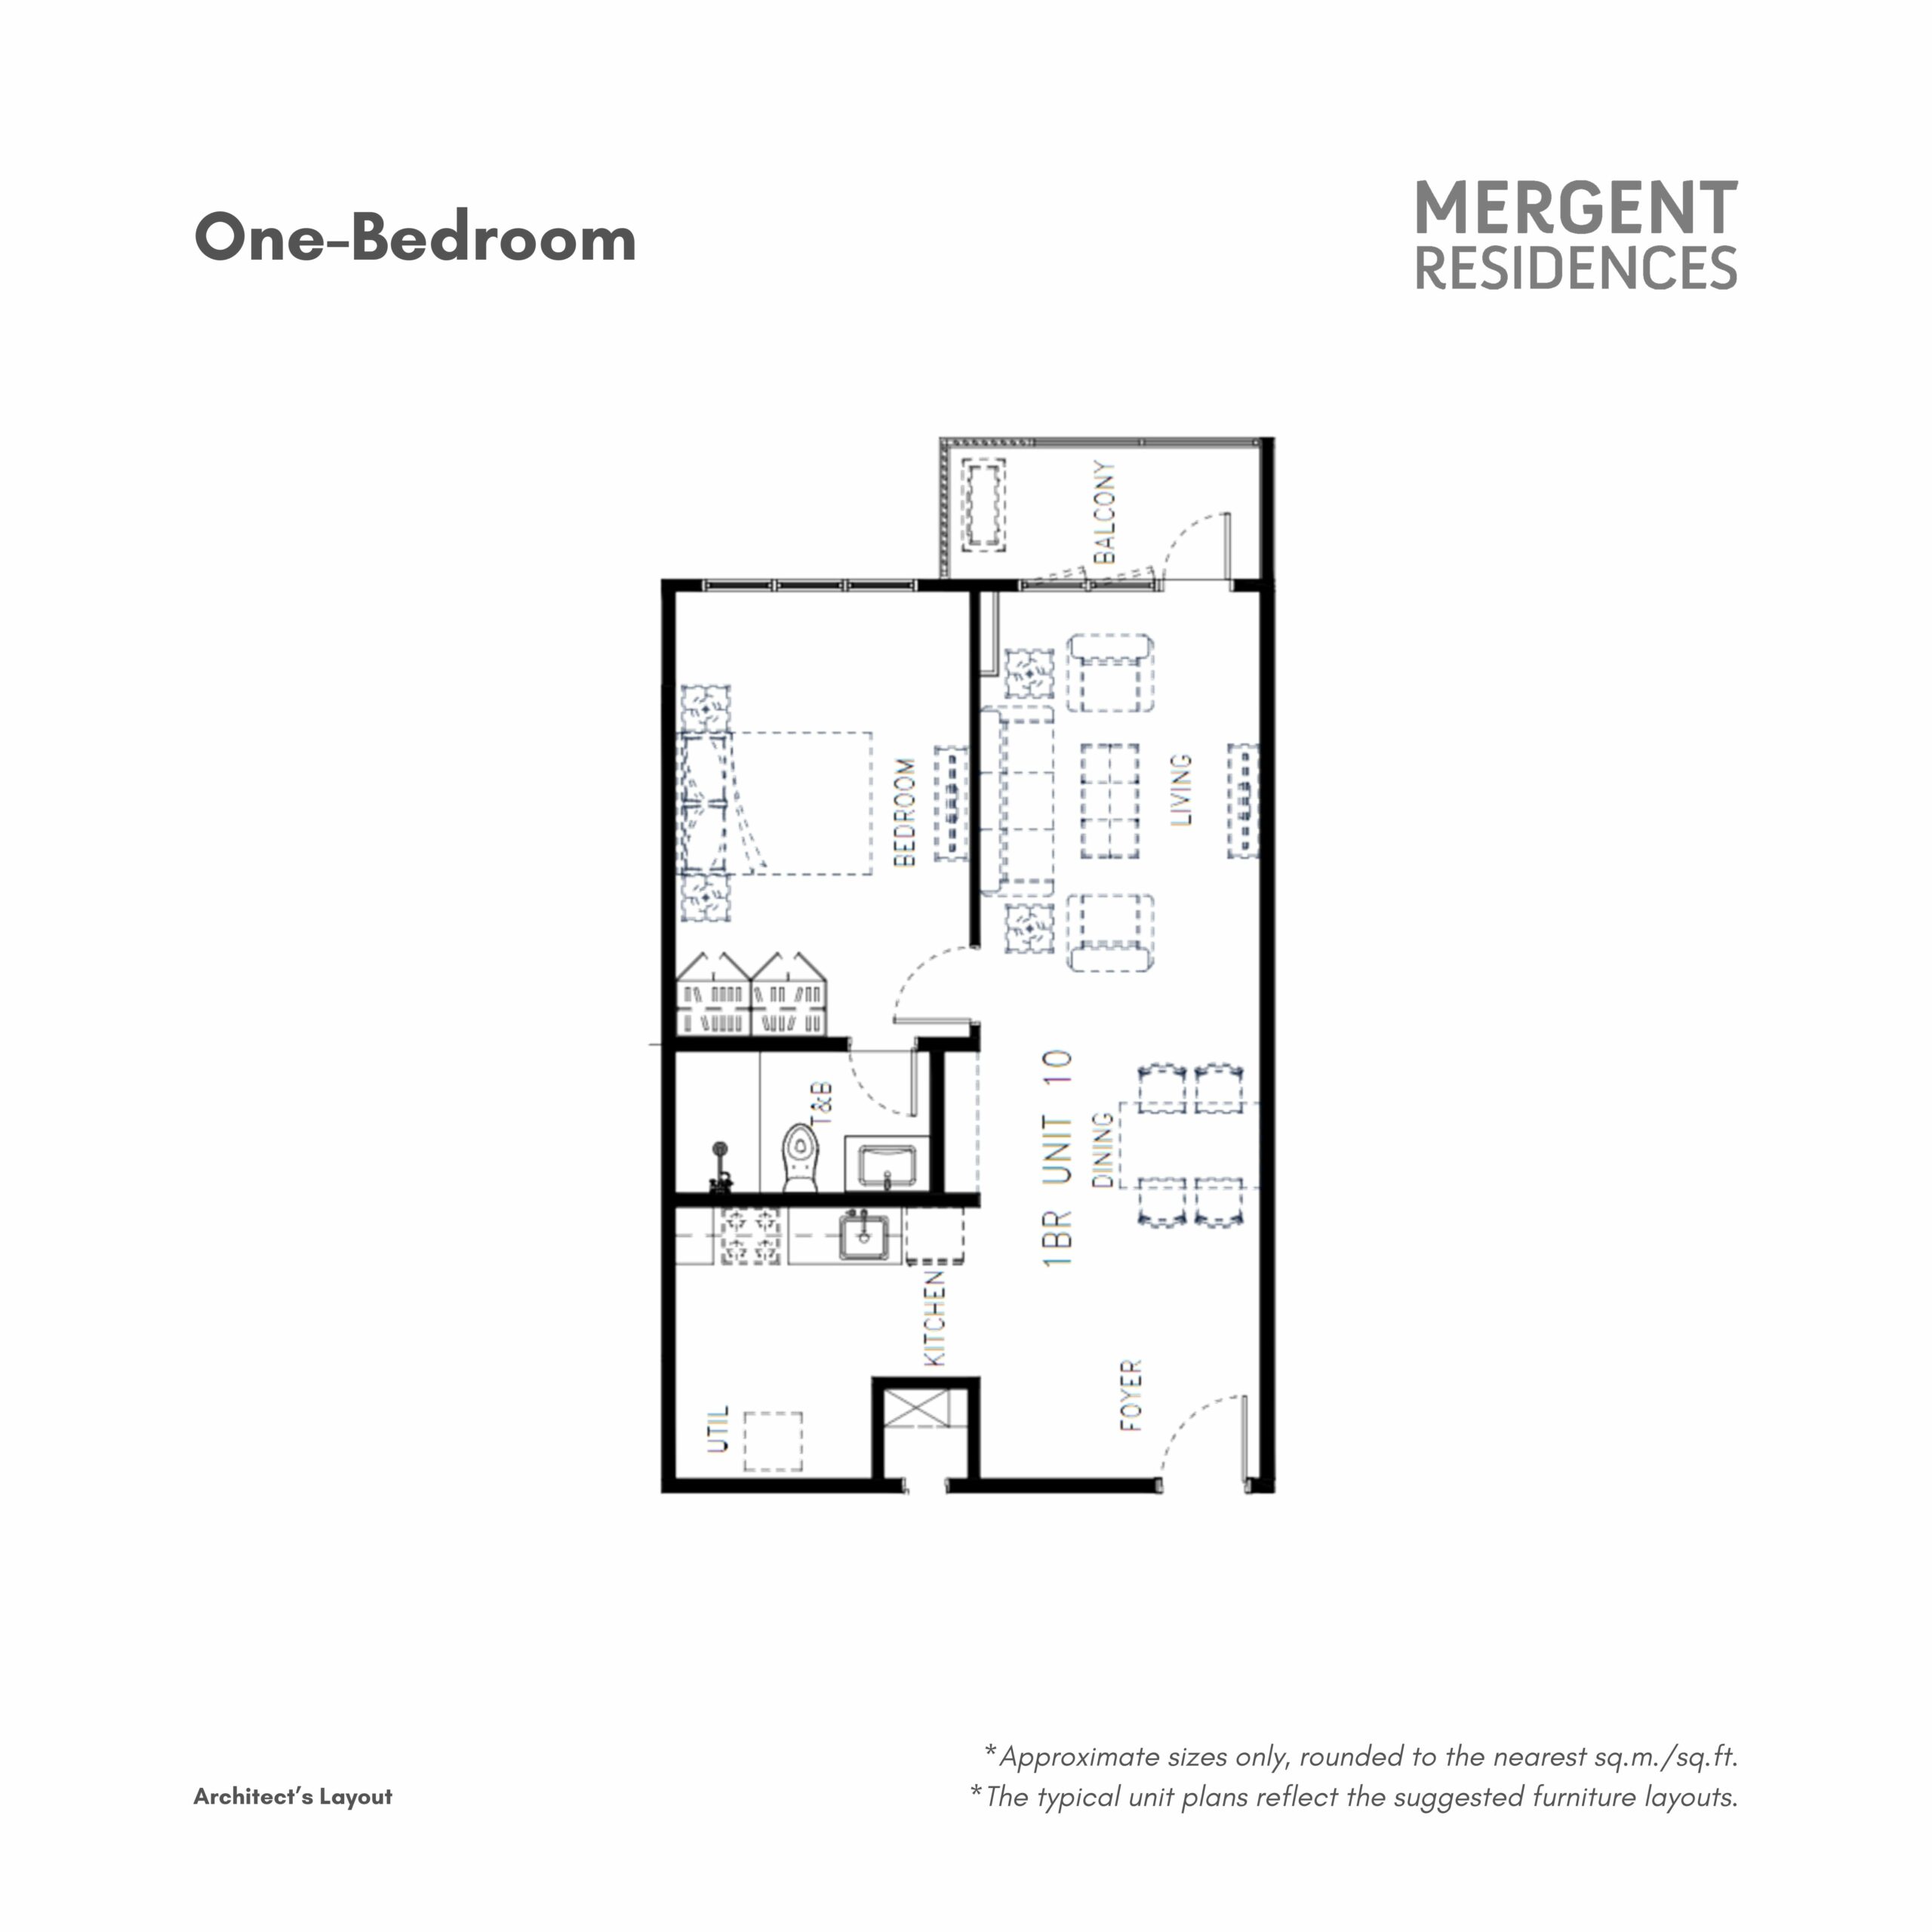 One-Bedroom
MERGENT
RESIDENCES
BALCONY
BEDROOM
LIVING
T&B
1BR UNIT 10
DINING
KITCHEN
FOYER
UTIL
*Approximate sizes only, rounded to the nearest sq.m./sq.ft.
Architect's Layout
*The typical unit plans reflect the suggested furniture layouts.